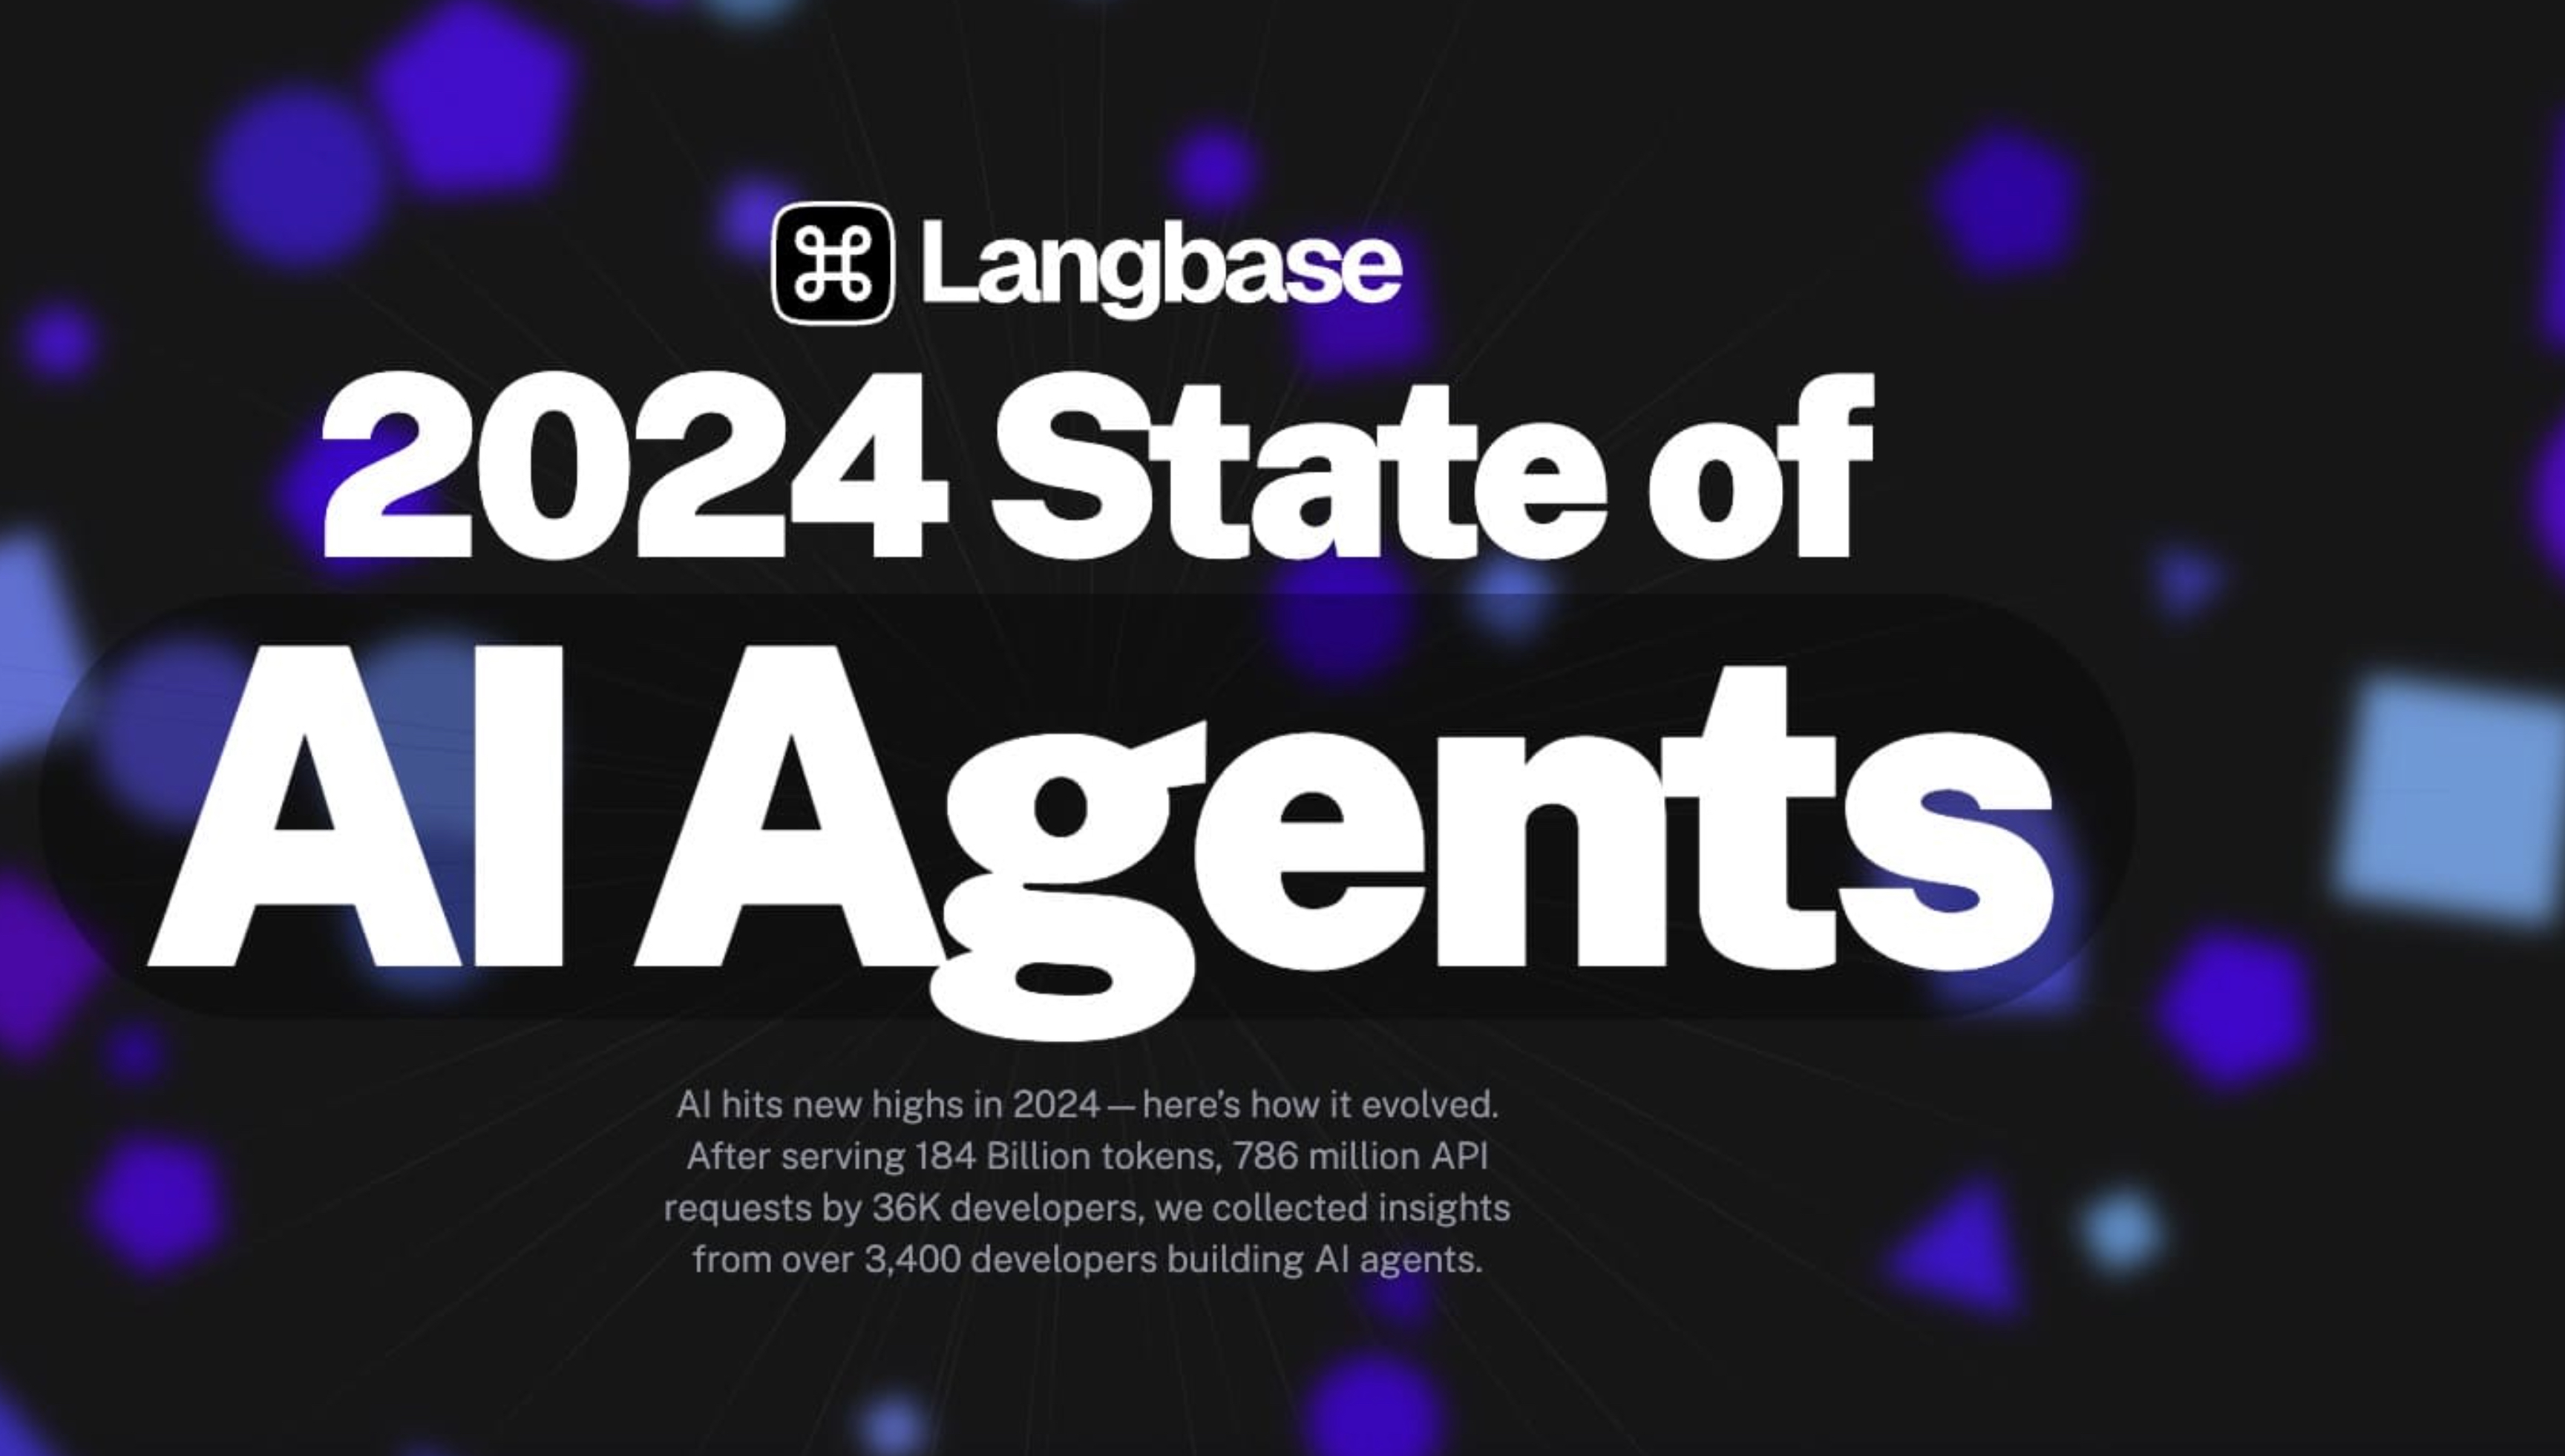 Langbase
2024 State of
AI Agents
AI hits new highs in 2024 — here's how it evolved.
After serving 184 Billion tokens, 786 million API
requests by 36K developers, we collected insights
from over 3,400 developers building AI agents.